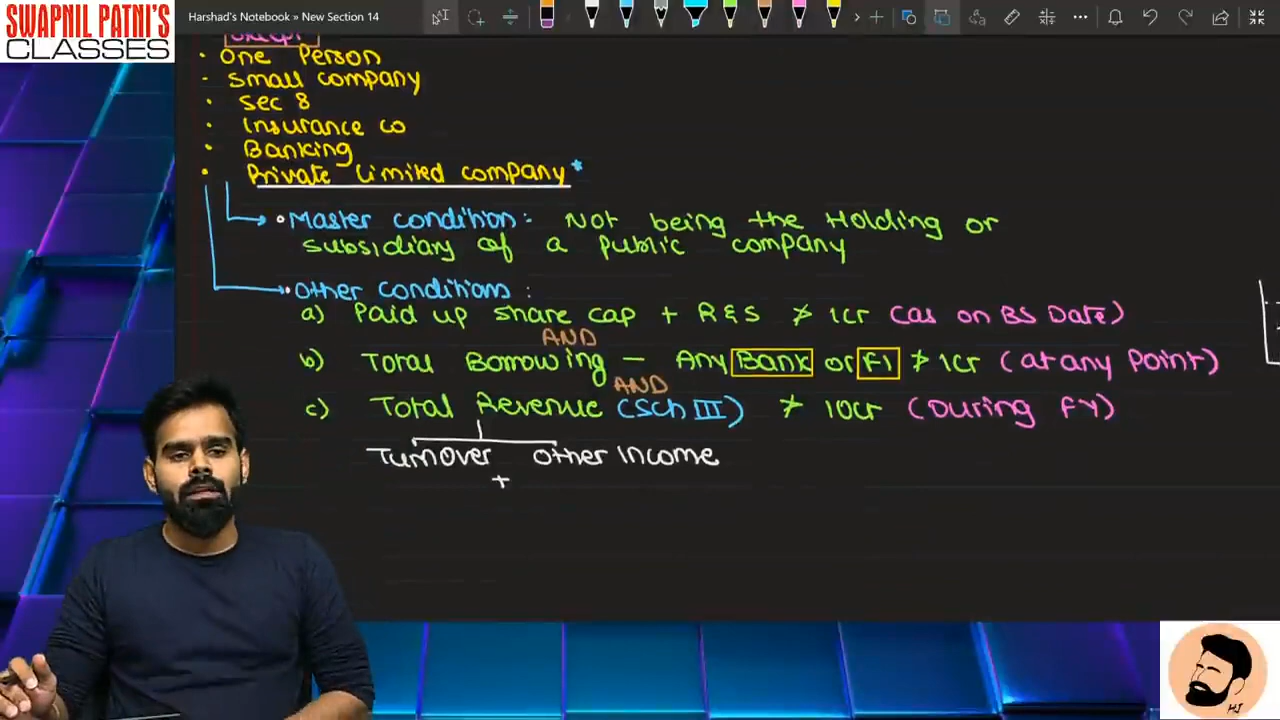 SWAPNIL PATNI'S
CLASSES
Harshad's Notebook » New Section 14
Except
• One Person
- Small company
• Sec 8
• Insurance co
• Banking
• Private Limited company*
• Master condition: Not being the Holding or
subsidiary of a public company
• Other conditions:
a) Paid up share cap + R & S ≯ 1cr (as on BS Date)
AND
b) Total Borrowing — Any Bank or FI ≯ 1cr (at any Point)
AND
c) Total Revenue (Sch III) ≯ 10cr (During FY)
Turnover other Income
+
HJ